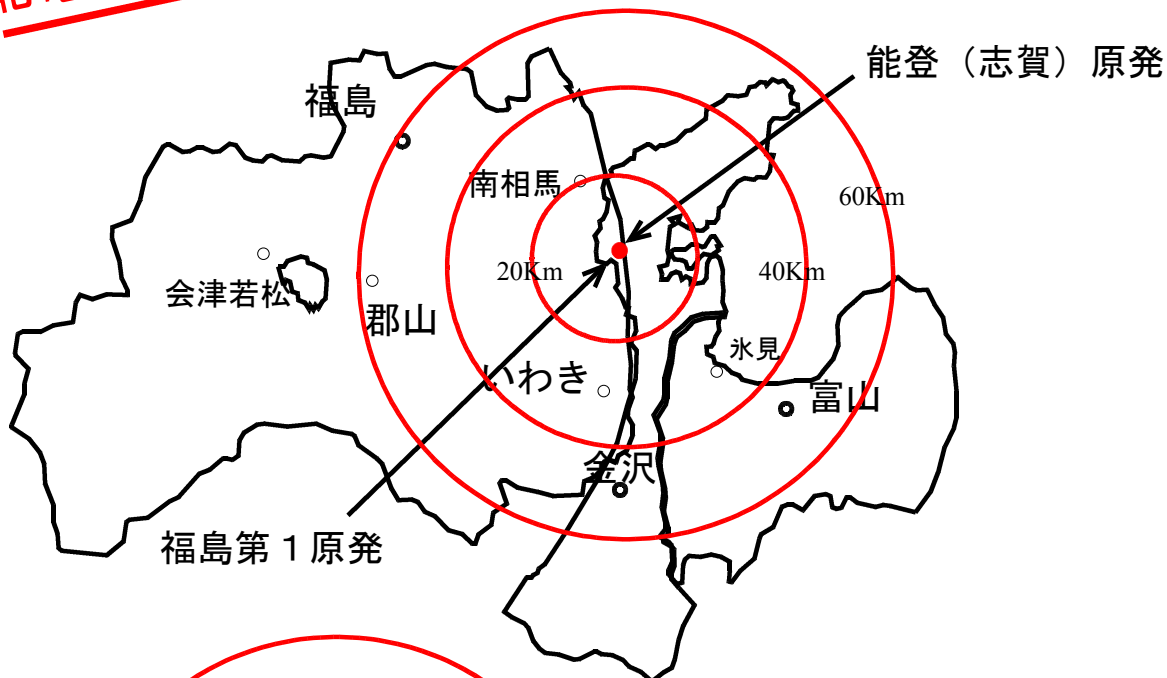 能登（志賀）原発
福島
南相馬
60Km
20Km
40Km
会津若松
郡山
氷見
いわき
富山
金沢
福島第１原発